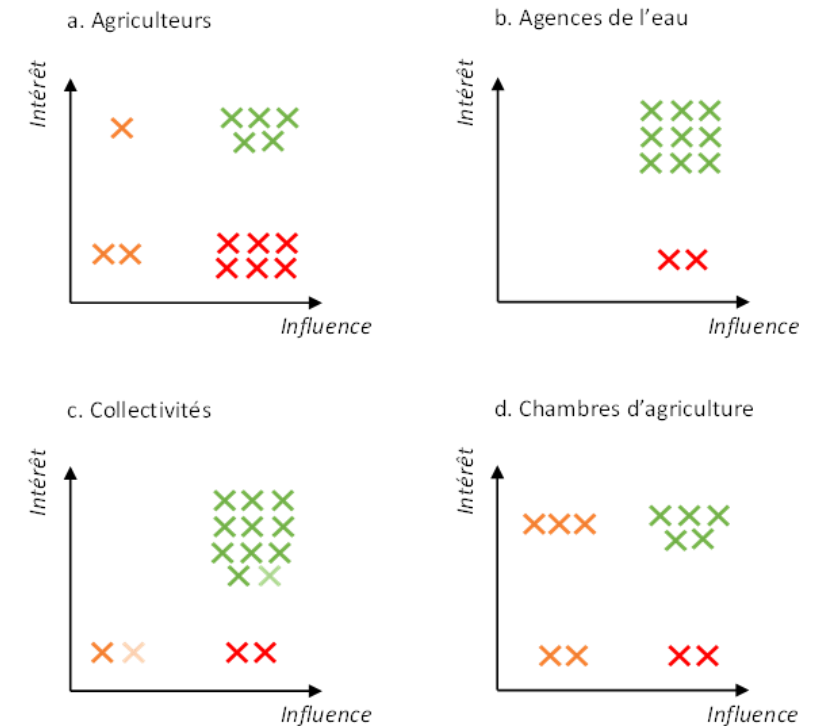 a. Agriculteurs
Intérêt
Influence
b. Agences de l’eau
Intérêt
Influence
c. Collectivités
Intérêt
Influence
d. Chambres d’agriculture
Intérêt
Influence